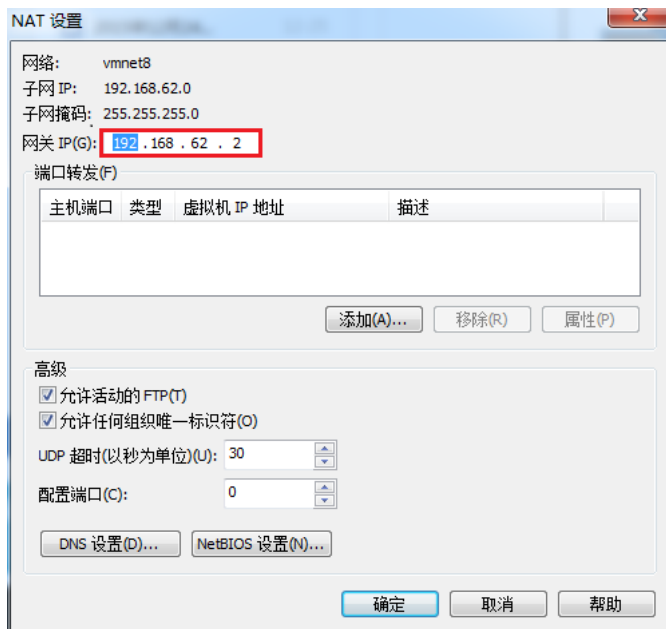 NAT 设置
网络: vmnet8
子网 IP: 192.168.62.0
子网掩码: 255.255.255.0
网关 IP(G): 192 . 168 . 62 . 2
端口转发(F)
主机端口 类型 虚拟机 IP 地址 描述
添加(A)... 移除(R) 属性(P)
高级
允许活动的 FTP(T)
允许任何组织唯一标识符(O)
UDP 超时(以秒为单位)(U): 30
配置端口(C): 0
DNS 设置(D)... NetBIOS 设置(N)...
确定 取消 帮助